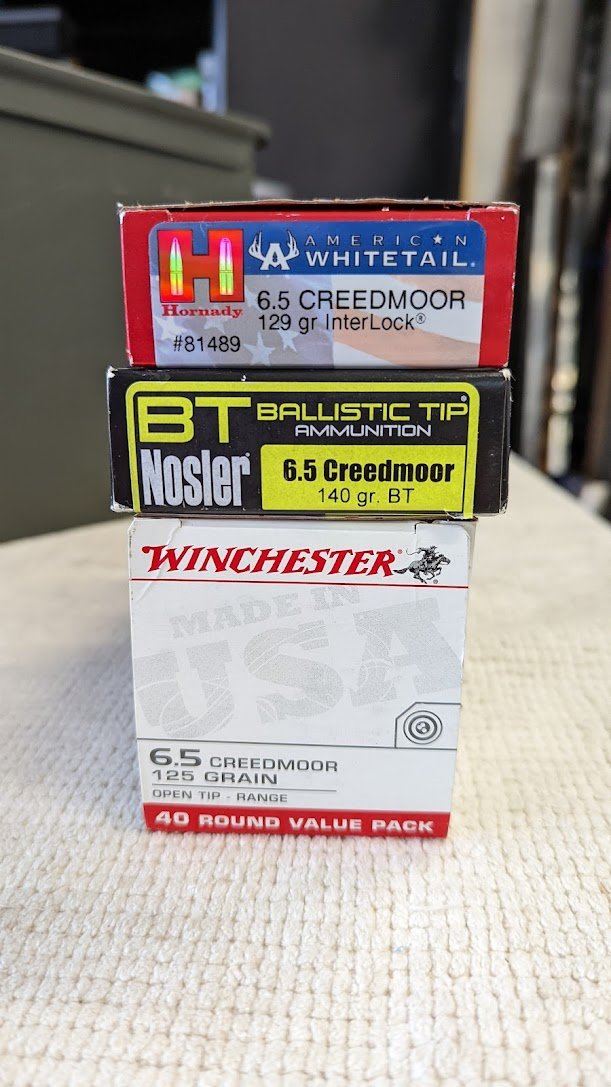 H AMERICAN
Hornady WHITETAIL.
6.5 CREEDMOOR
129 gr InterLock®
#81489
BT BALLISTIC TIP®
AMMUNITION
Nosler® 6.5 Creedmoor
140 gr. BT
WINCHESTER®
MADE IN
USA
6.5 CREEDMOOR
125 GRAIN
OPEN TIP - RANGE
40 ROUND VALUE PACK